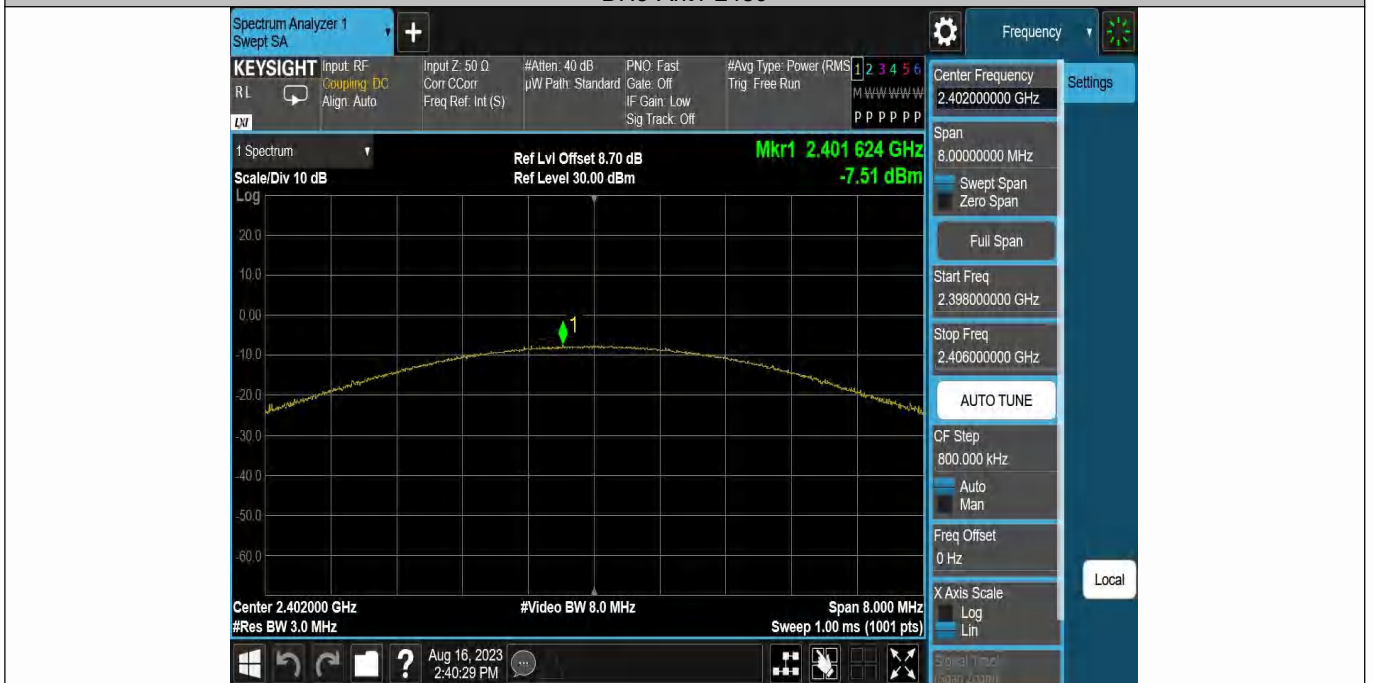 Spectrum Analyzer 1
Swept SA
+
Frequency
KEYSIGHT
RL
LXI
Input: RF
Coupling: DC
Align: Auto
Input Z: 50 Ω
Corr CCorr
Freq Ref: Int (S)
#Atten: 40 dB
µW Path: Standard
PNO: Fast
Gate: Off
IF Gain: Low
Sig Track: Off
#Avg Type: Power (RMS
Trig: Free Run
1 2 3 4 5 6
M W W W W W
P P P P P P
Center Frequency
2.402000000 GHz
Settings
1 Spectrum
Scale/Div 10 dB
Ref Lvl Offset 8.70 dB
Ref Level 30.00 dBm
Mkr1 2.401 624 GHz
-7.51 dBm
Span
8.00000000 MHz
Swept Span
Zero Span
Full Span
Start Freq
2.398000000 GHz
Stop Freq
2.406000000 GHz
AUTO TUNE
CF Step
800.000 kHz
Auto
Man
Freq Offset
0 Hz
X Axis Scale
Log
Lin
Local
Log
20.0
10.0
0.00
-10.0
-20.0
-30.0
-40.0
-50.0
-60.0
1
Center 2.402000 GHz
#Res BW 3.0 MHz
#Video BW 8.0 MHz
Span 8.000 MHz
Sweep 1.00 ms (1001 pts)
?
Aug 16, 2023
2:40:29 PM
Signal Track
(Span Zoom)